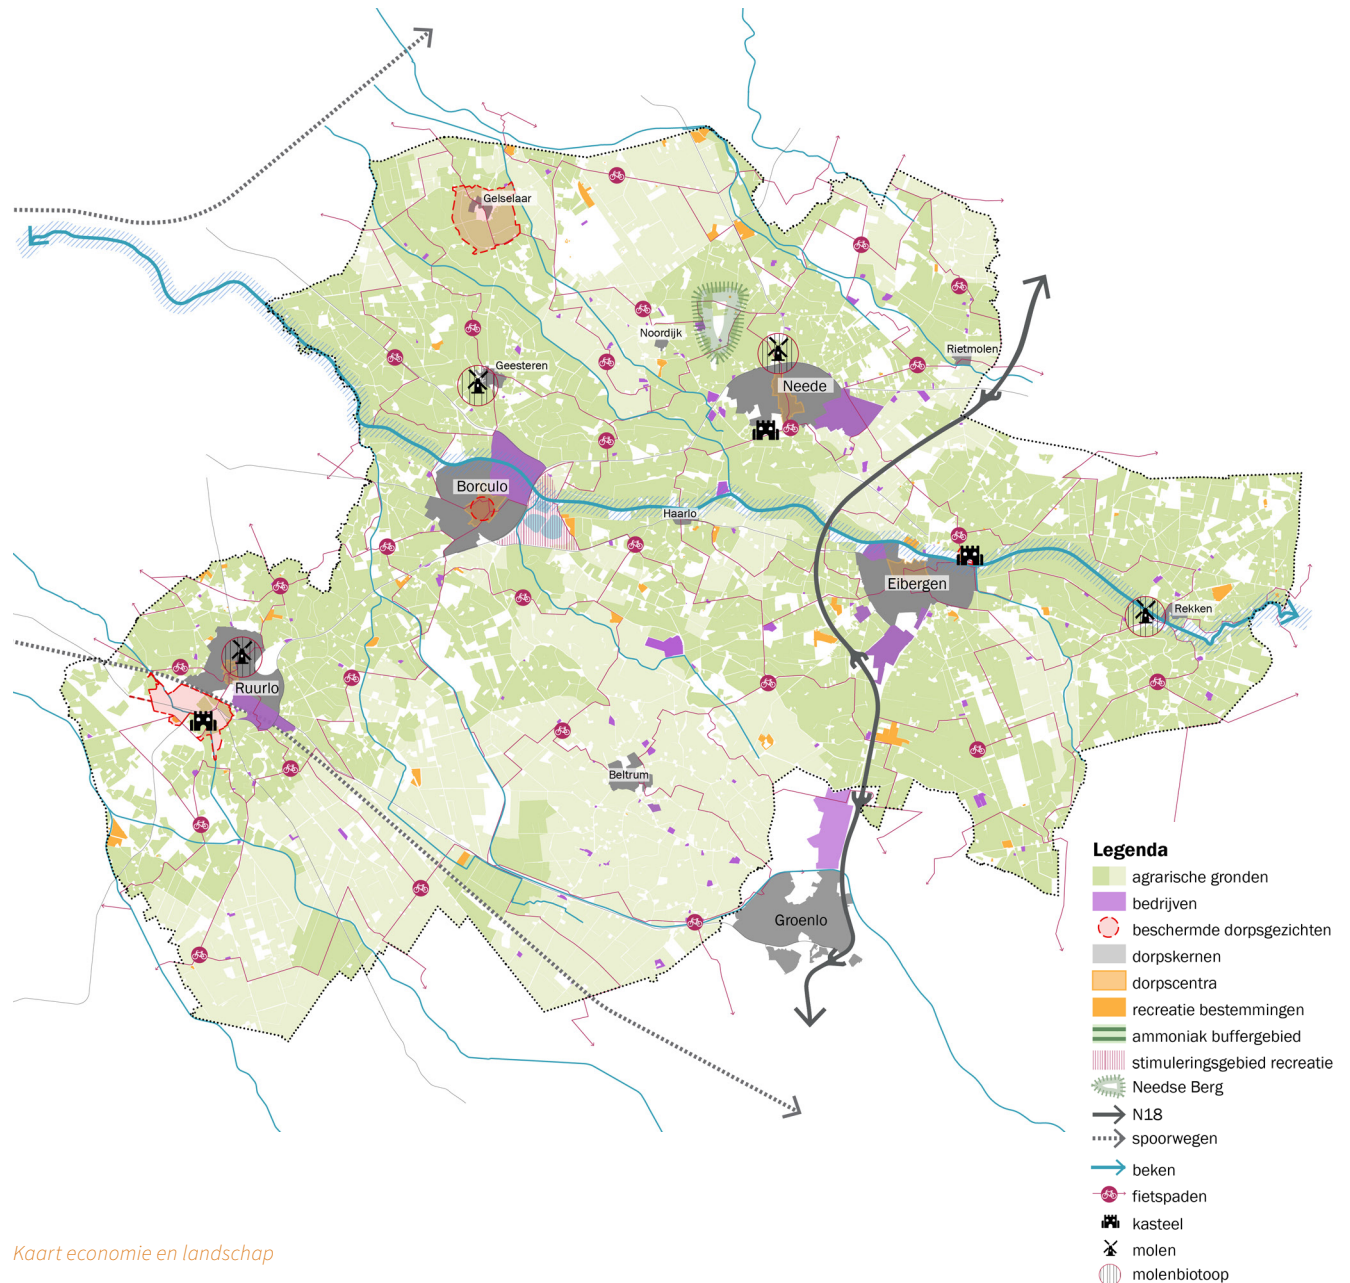 Gelselaar
Noordijk
Rietmolen
Geesteren
Neede
Borculo
Haarlo
Eibergen
Rekken
Ruurlo
Beltrum
Groenlo
Legenda
agrarische gronden
bedrijven
beschermde dorpsgezichten
dorpskernen
dorpscentra
recreatie bestemmingen
ammoniak buffergebied
stimuleringsgebied recreatie
Needse Berg
N18
spoorwegen
beken
fietspaden
kasteel
molen
molenbiotoop
Kaart economie en landschap